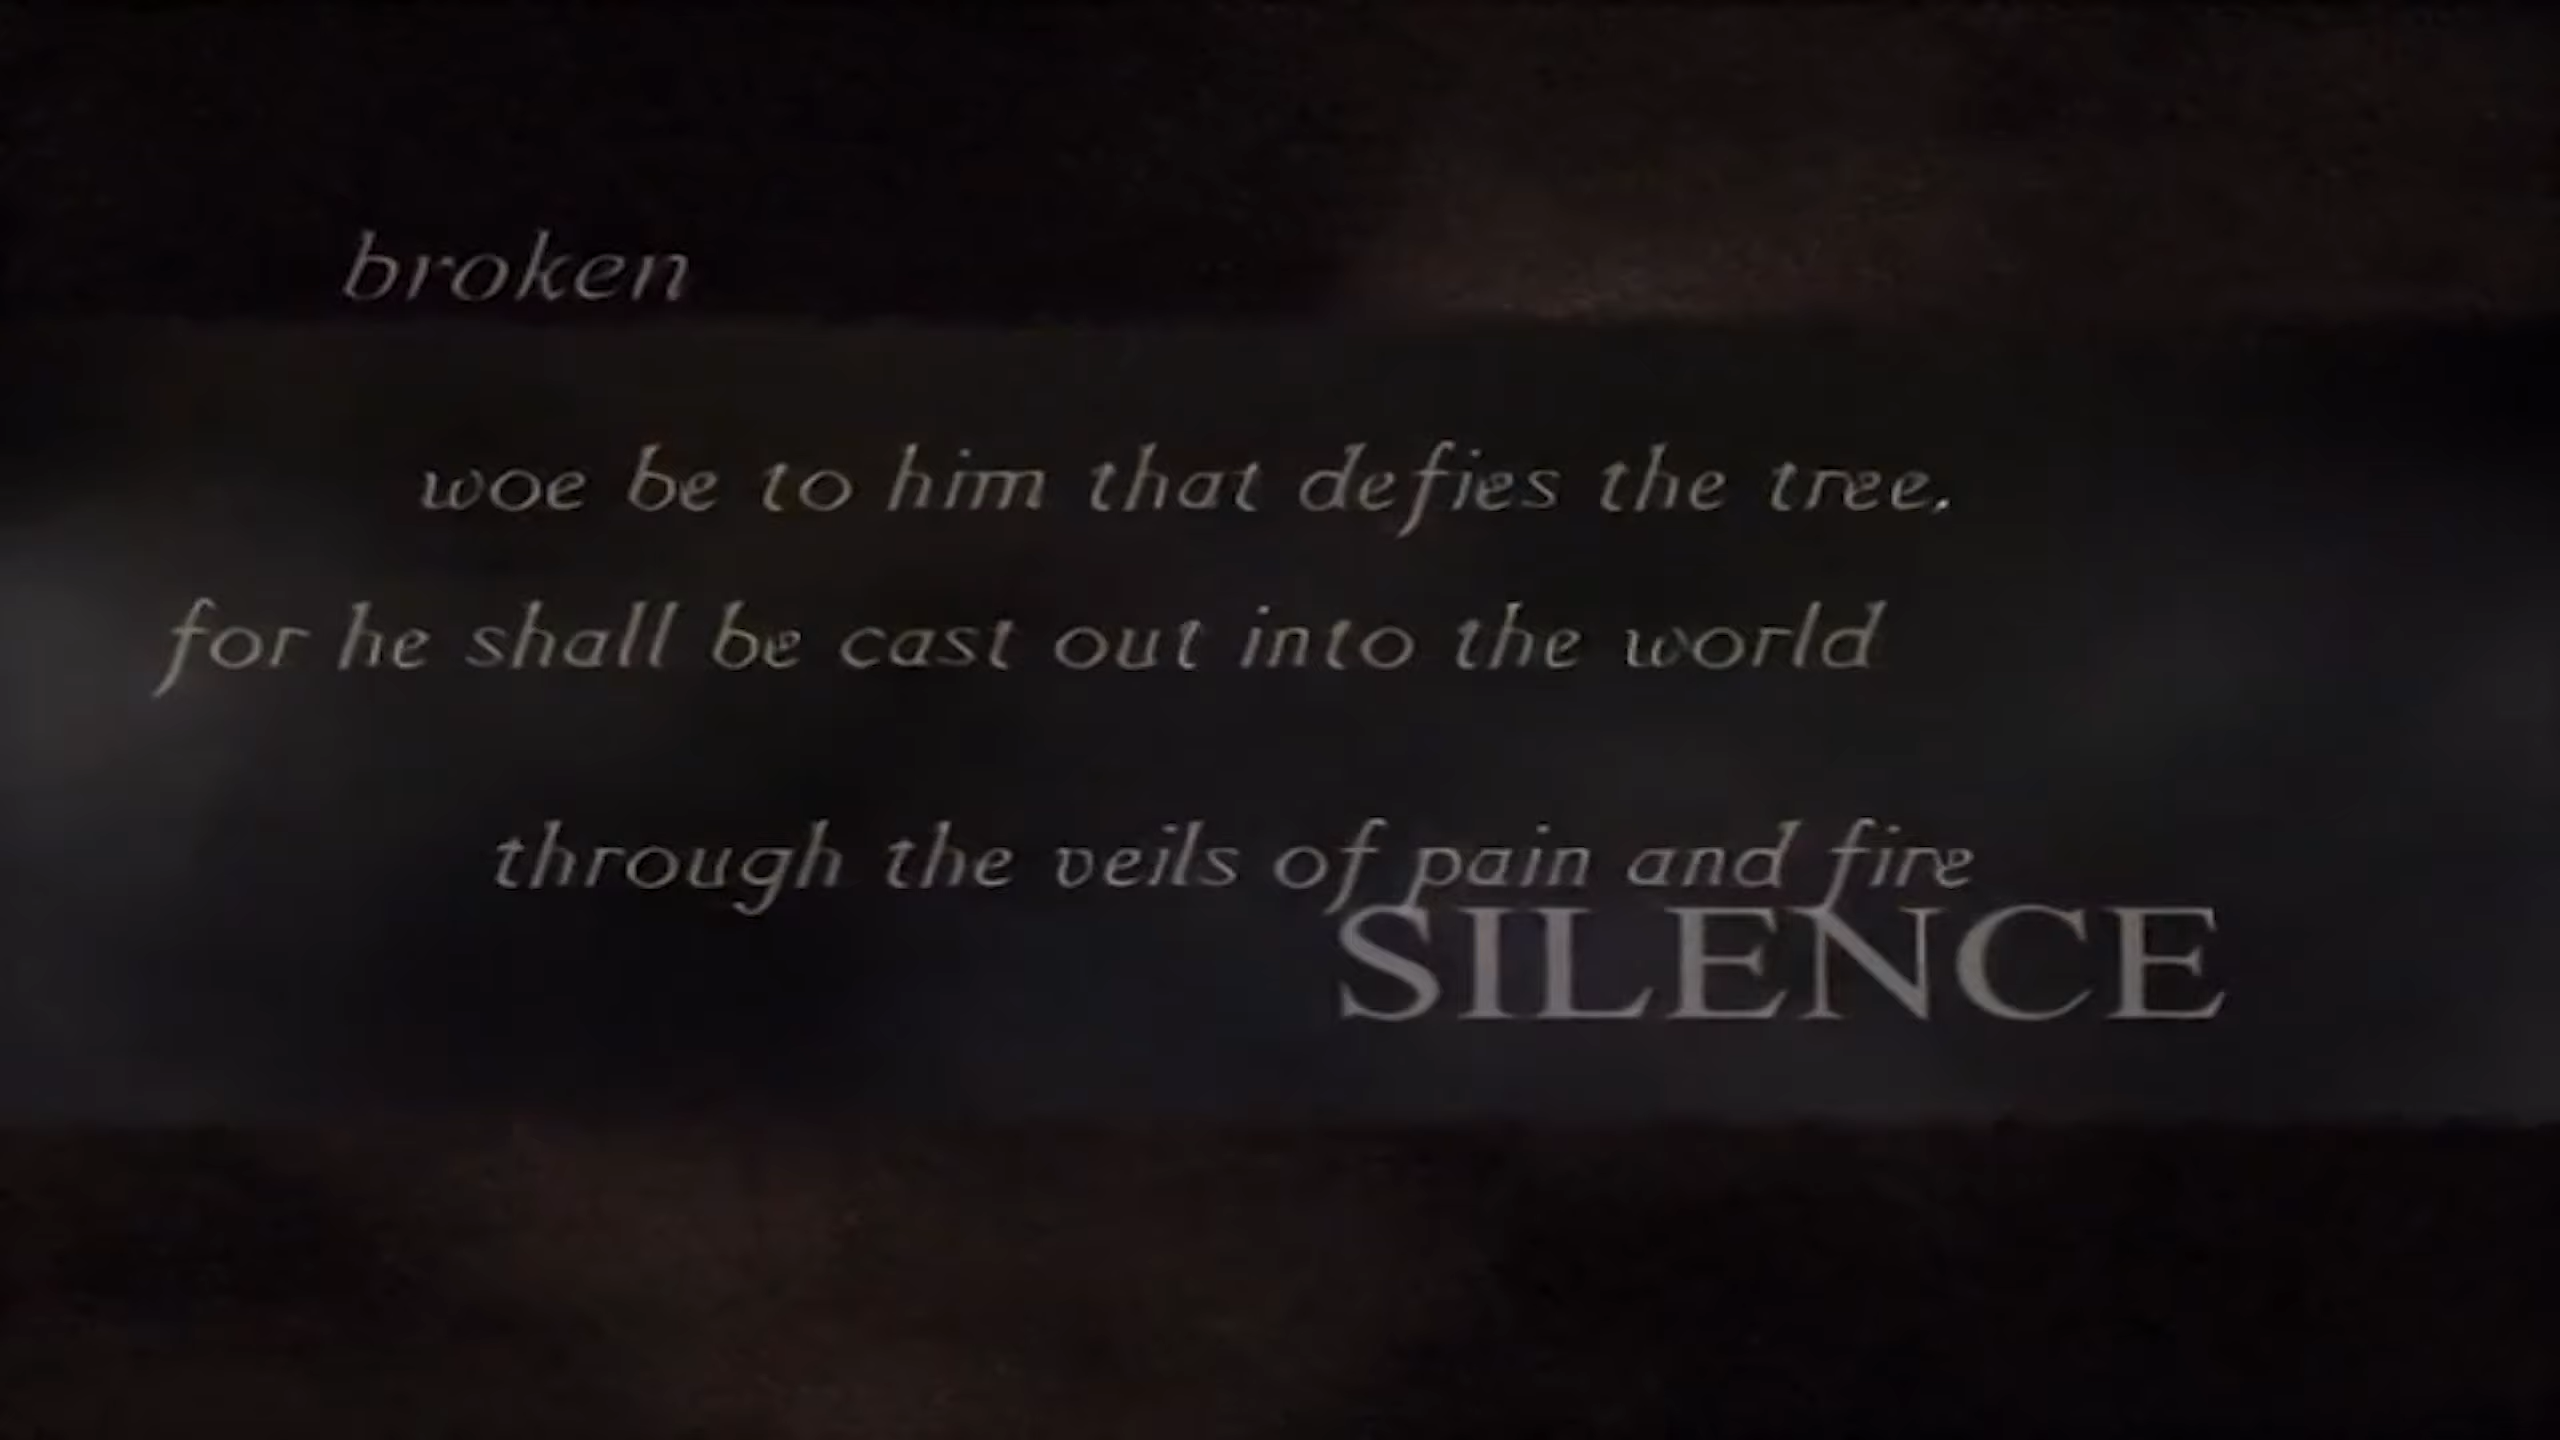 broken
woe be to him that defies the tree.
for he shall be cast out into the world
through the veils of pain and fire
SILENCE